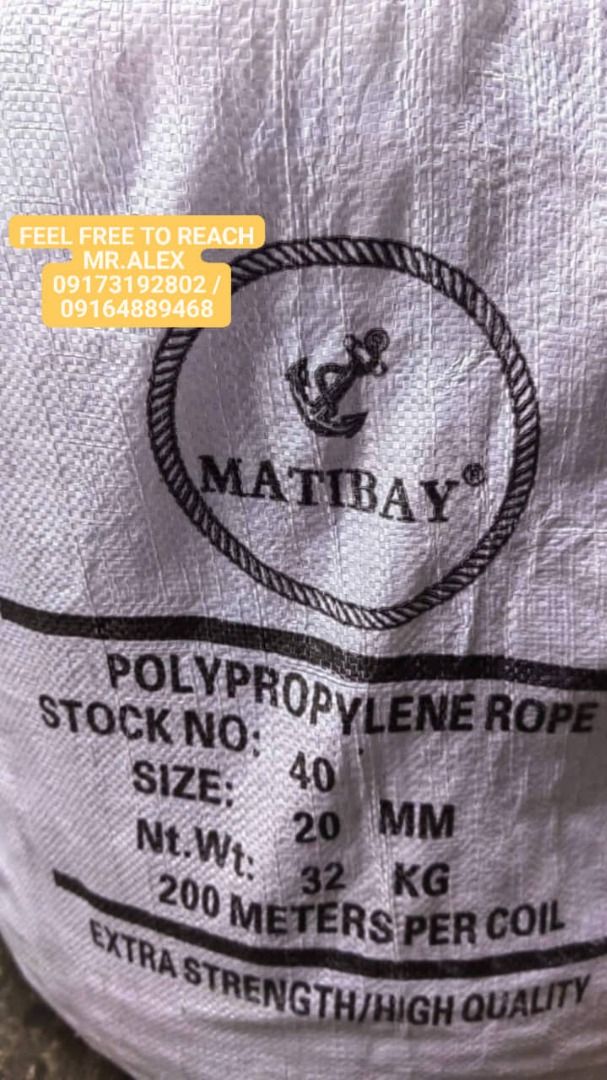 FEEL FREE TO REACH
MR.ALEX
09173192802 /
09164889468
MATIBAY®
POLYPROPYLENE ROPE
STOCK NO: 40
SIZE: 20 MM
Nt.Wt: 32 KG
200 METERS PER COIL
EXTRA STRENGTH/HIGH QUALITY